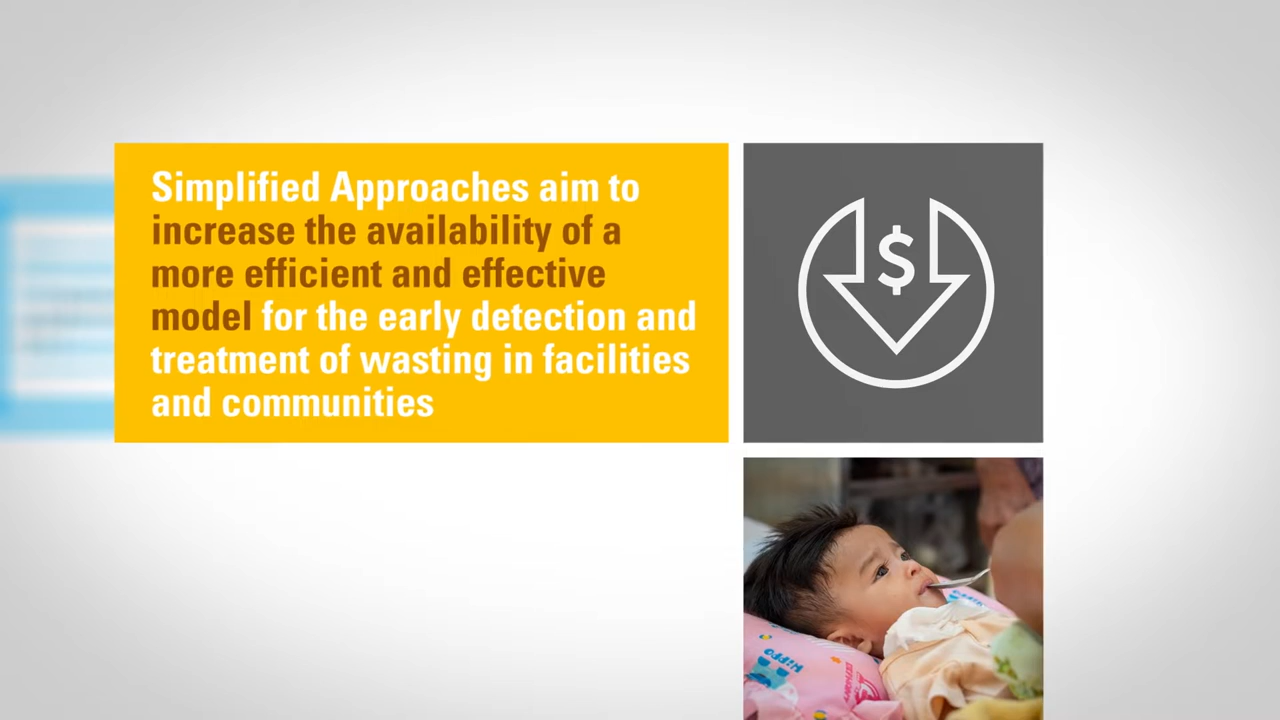 Simplified Approaches aim to
increase the availability of a
more efficient and effective
model for the early detection and
treatment of wasting in facilities
and communities
$
HIPPO